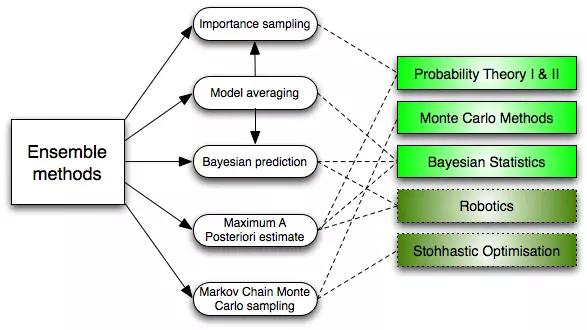 Importance sampling
Model averaging
Ensemble
methods
Bayesian prediction
Maximum A
Posteriori estimate
Markov Chain Monte
Carlo sampling
Probability Theory I & II
Monte Carlo Methods
Bayesian Statistics
Robotics
Stohhastic Optimisation